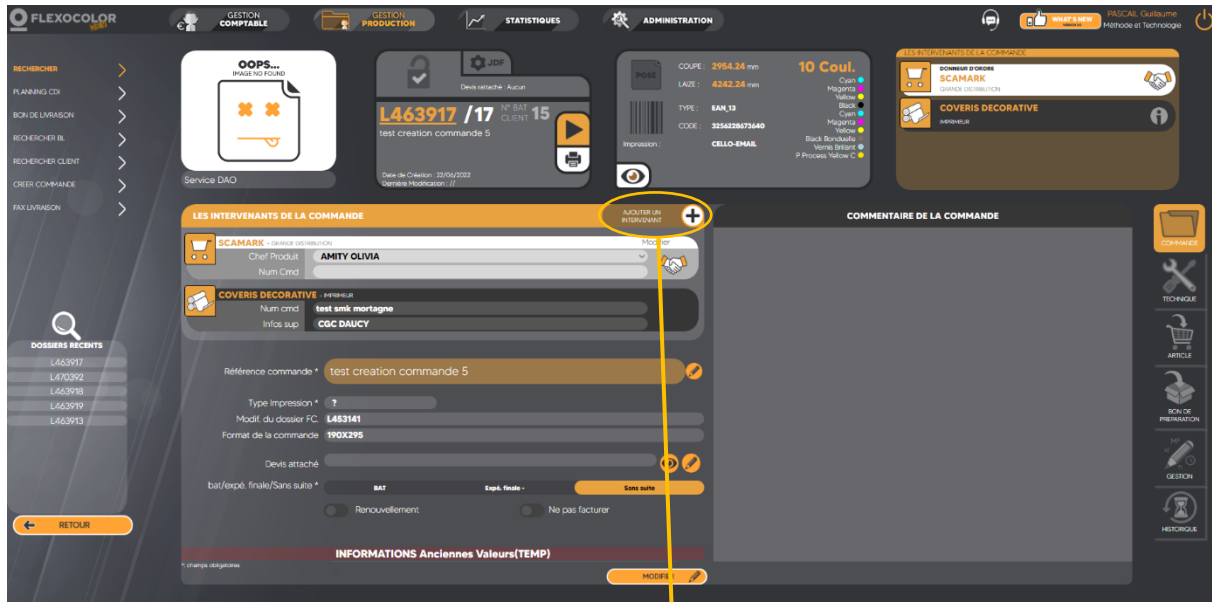 FLEXOCOLOR
GESTION
COMPTABLE
GESTION
PRODUCTION
STATISTIQUES
ADMINISTRATION
WHAT'S NEW
PASCAL Guillaume
Méthode et Technologie
RECHERCHER
PLANNING CDI
BON DE LIVRAISON
RECHERCHER BL
RECHERCHER CLIENT
CREER COMMANDE
FAX LIVRAISON
DOSSIERS RECENTS
L463917
L470392
L463918
L463919
L463913
RETOUR
OOPS...
IMAGE NO FOUND
Service DAO
JDF
Devis rattaché : Aucun
L463917 /17 N° BAT CLIENT 15
test creation commande 5
Date de Création : 22/06/2022
Dernière Modification : //
POSE
COUPE : 2954.24 mm
LAIZE : 4242.24 mm
TYPE : EAN_13
CODE : 3256228673640
Impression : CELLO-EMAIL
10 Coul.
Cyan
Magenta
Yellow
Black
Cyan
Magenta
Yellow
Black Bonduelle
Vernis Brillant
P Process Yellow C
LES INTERVENANTS DE LA COMMANDE
DONNEUR D'ORDRE
SCAMARK
GRANDE DISTRIBUTION
COVERIS DECORATIVE
IMPRIMEUR
LES INTERVENANTS DE LA COMMANDE
AJOUTER UN
INTERVENANT
SCAMARK - GRANDE DISTRIBUTION
Modifier
Chef Produit AMITY OLIVIA
Num Cmd
COVERIS DECORATIVE - IMPRIMEUR
Num cmd test smk mortagne
Infos sup CGC DAUCY
Référence commande * test creation commande 5
Type Impression * ?
Modif. du dossier FC. L453141
Format de la commande 190X295
Devis attaché
bat/expé. finale/Sans suite * BAT Expé. finale - Sans suite
Renouvellement Ne pas facturer
INFORMATIONS Anciennes Valeurs(TEMP)
*: champs obligatoires
MODIFIER
COMMENTAIRE DE LA COMMANDE
COMMANDE
TECHNIQUE
ARTICLE
BON DE
PREPARATION
GESTION
HISTORIQUE